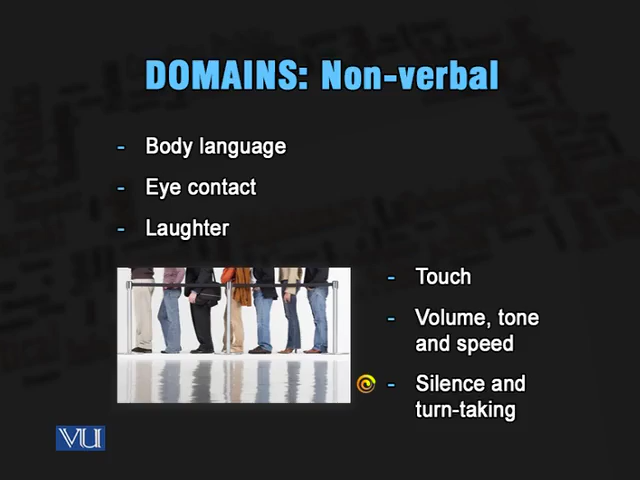 DOMAINS: Non-verbal
- Body language
- Eye contact
- Laughter
- Touch
- Volume, tone
and speed
- Silence and
turn-taking
VU